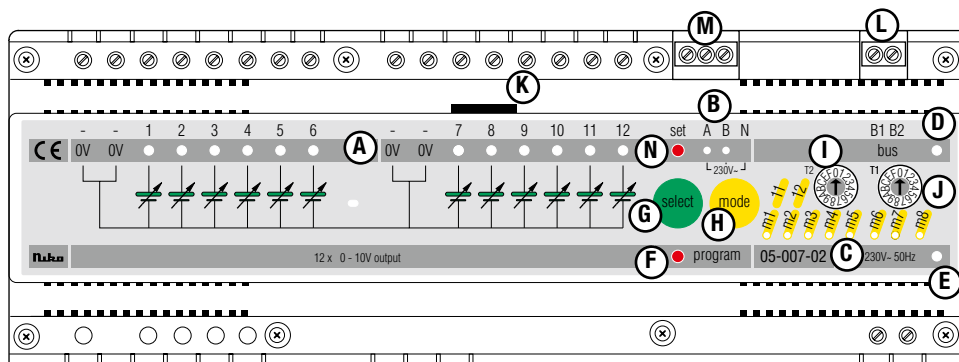 M L
K
B D
- - 1 2 3 4 5 6 - - 7 8 9 10 11 12 set A B N B1 B2
CE 0V 0V A 0V 0V N 230V~ I bus
T2 T1
select mode 11 12 J
G H m1 m2 m3 m4 m5 m6 m7 m8
niko 12 x 0 - 10V output F program 05-007-02 C 230V~ 50Hz
E